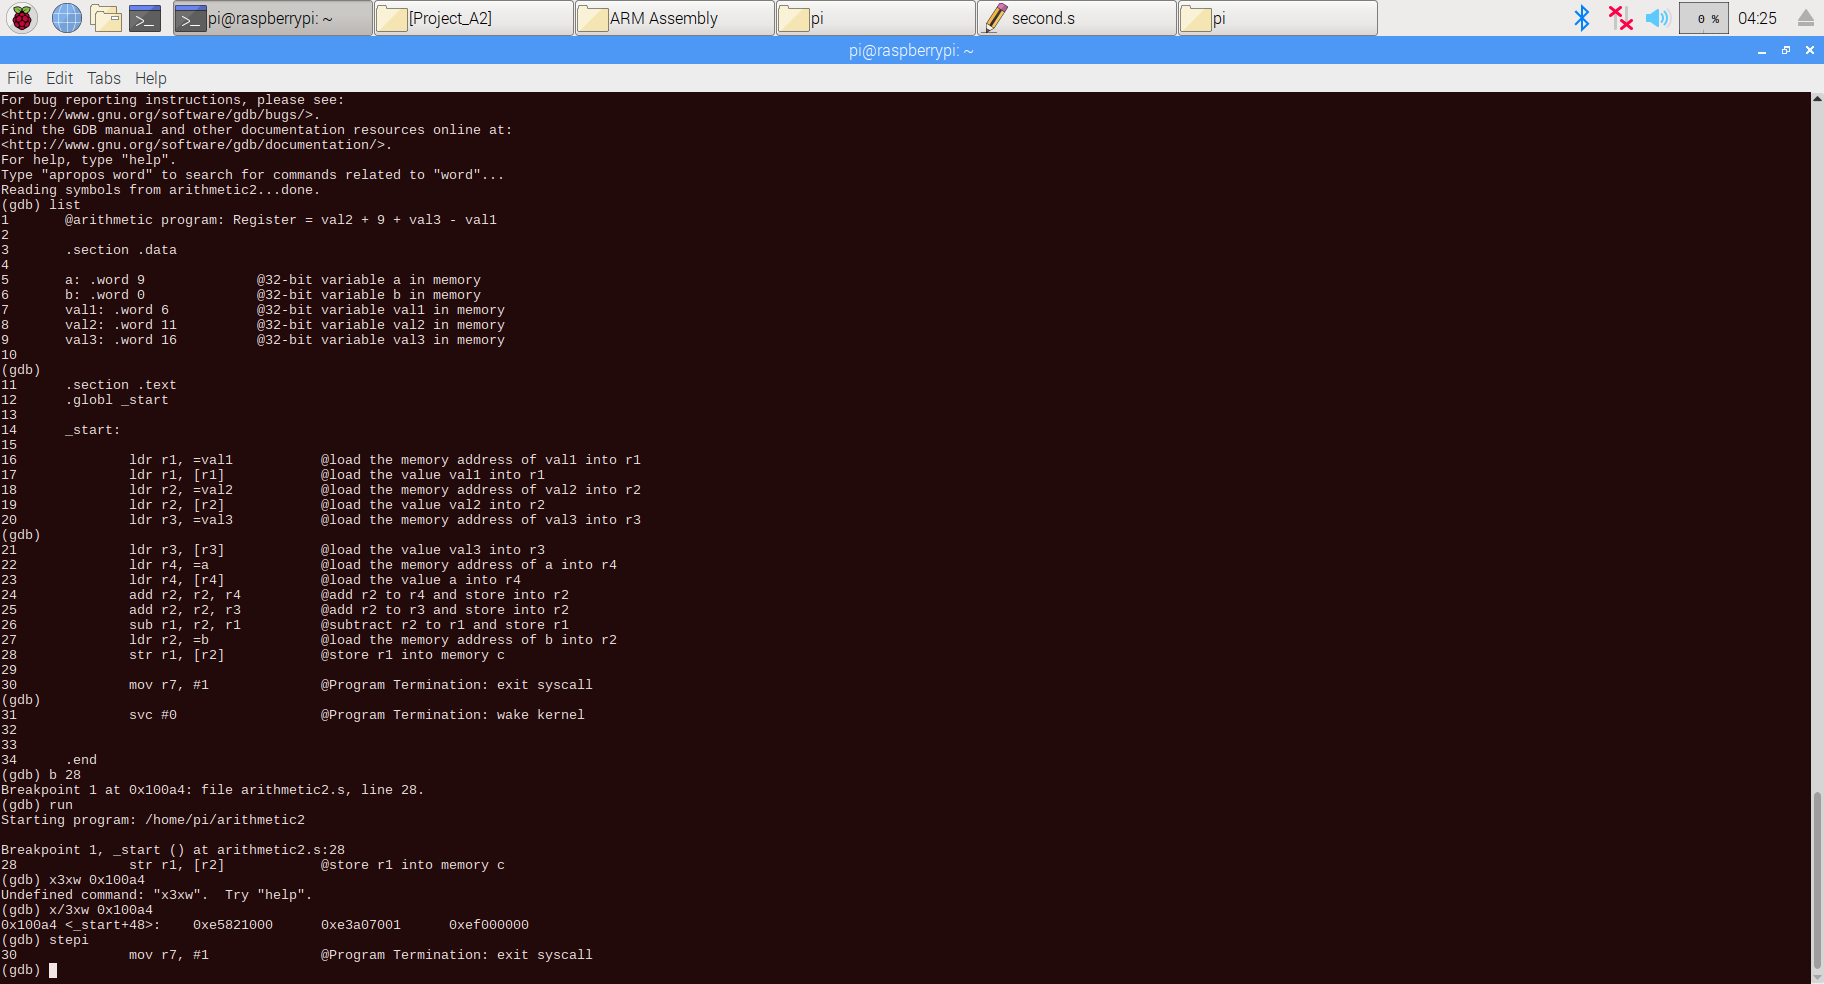 pi@raspberrypi: ~ [Project_A2] ARM Assembly pi second.s pi 0 % 04:25
pi@raspberrypi: ~
File Edit Tabs Help
For bug reporting instructions, please see:
<http://www.gnu.org/software/gdb/bugs/>.
Find the GDB manual and other documentation resources online at:
<http://www.gnu.org/software/gdb/documentation/>.
For help, type "help".
Type "apropos word" to search for commands related to "word"...
Reading symbols from arithmetic2...done.
(gdb) list
1       @arithmetic program: Register = val2 + 9 + val3 - val1
2
3       .section .data
4
5       a: .word 9              @32-bit variable a in memory
6       b: .word 0              @32-bit variable b in memory
7       val1: .word 6           @32-bit variable val1 in memory
8       val2: .word 11          @32-bit variable val2 in memory
9       val3: .word 16          @32-bit variable val3 in memory
10
(gdb)
11      .section .text
12      .globl _start
13
14      _start:
15
16              ldr r1, =val1           @load the memory address of val1 into r1
17              ldr r1, [r1]            @load the value val1 into r1
18              ldr r2, =val2           @load the memory address of val2 into r2
19              ldr r2, [r2]            @load the value val2 into r2
20              ldr r3, =val3           @load the memory address of val3 into r3
(gdb)
21              ldr r3, [r3]            @load the value val3 into r3
22              ldr r4, =a              @load the memory address of a into r4
23              ldr r4, [r4]            @load the value a into r4
24              add r2, r2, r4          @add r2 to r4 and store into r2
25              add r2, r2, r3          @add r2 to r3 and store into r2
26              sub r1, r2, r1          @subtract r2 to r1 and store r1
27              ldr r2, =b              @load the memory address of b into r2
28              str r1, [r2]            @store r1 into memory c
29
30              mov r7, #1              @Program Termination: exit syscall
(gdb)
31              svc #0                  @Program Termination: wake kernel
32
33
34      .end
(gdb) b 28
Breakpoint 1 at 0x100a4: file arithmetic2.s, line 28.
(gdb) run
Starting program: /home/pi/arithmetic2
Breakpoint 1, _start () at arithmetic2.s:28
28              str r1, [r2]            @store r1 into memory c
(gdb) x3xw 0x100a4
Undefined command: "x3xw".  Try "help".
(gdb) x/3xw 0x100a4
0x100a4 <_start+48>:    0xe5821000      0xe3a07001      0xef000000
(gdb) stepi
30              mov r7, #1              @Program Termination: exit syscall
(gdb)